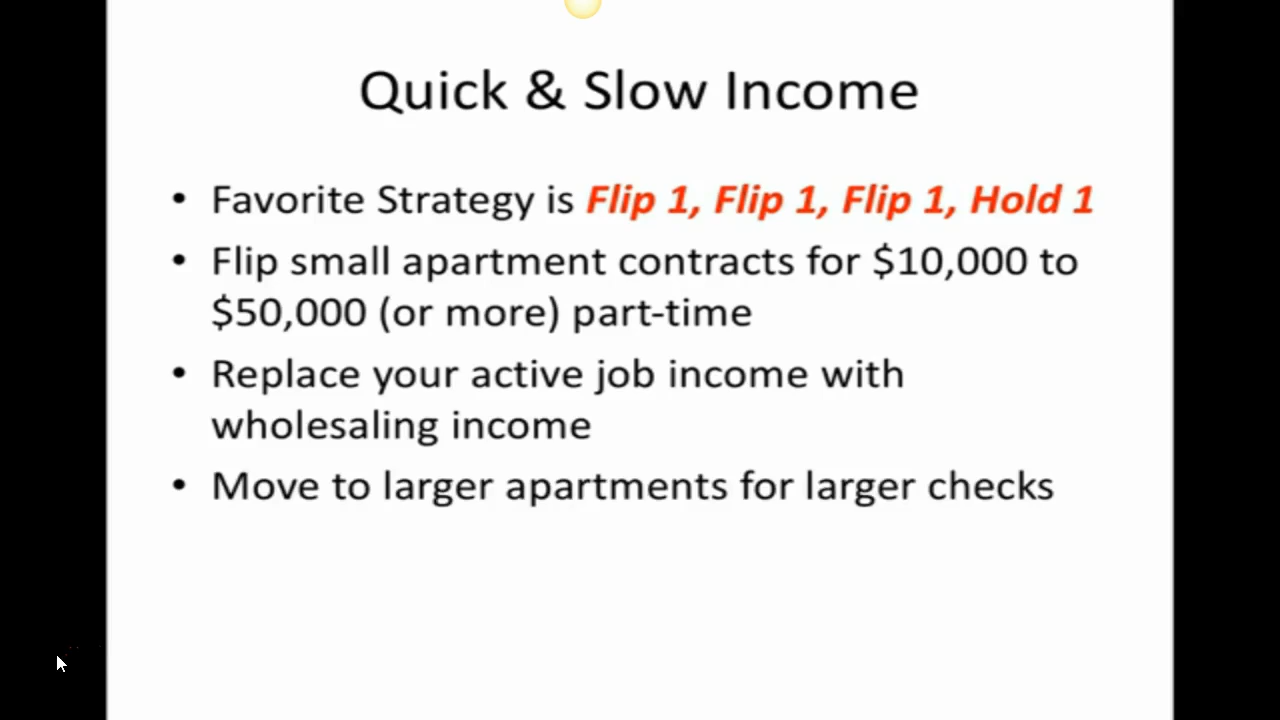 Quick & Slow Income
• Favorite Strategy is Flip 1, Flip 1, Flip 1, Hold 1
• Flip small apartment contracts for $10,000 to
$50,000 (or more) part-time
• Replace your active job income with
wholesaling income
• Move to larger apartments for larger checks